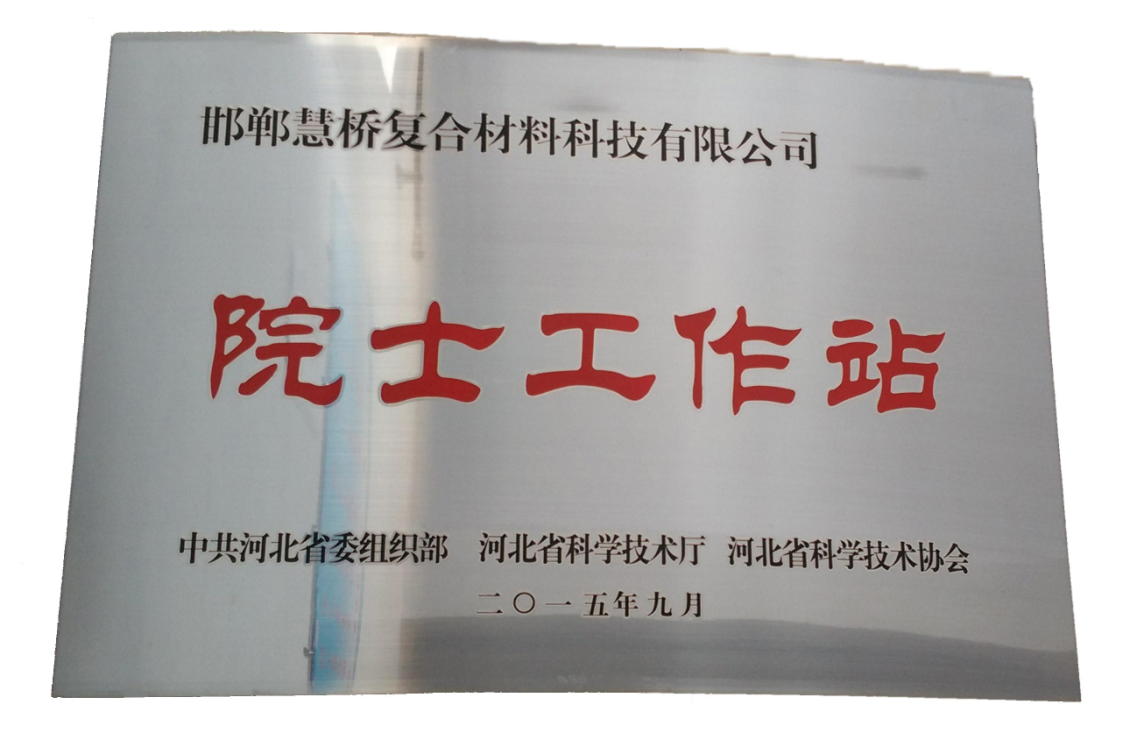 邯郸慧桥复合材料科技有限公司
院士工作站
中共河北省委组织部 河北省科学技术厅 河北省科学技术协会
二〇一五年九月